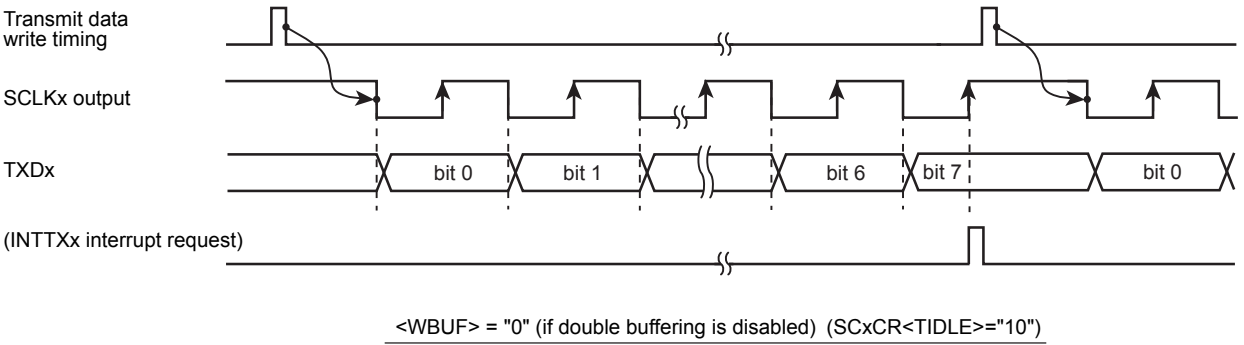 Transmit data
write timing
SCLKx output
TXDx
bit 0
bit 1
bit 6
bit 7
bit 0
(INTTXx interrupt request)
<WBUF> = "0" (if double buffering is disabled) (SCxCR<TIDLE>="10")